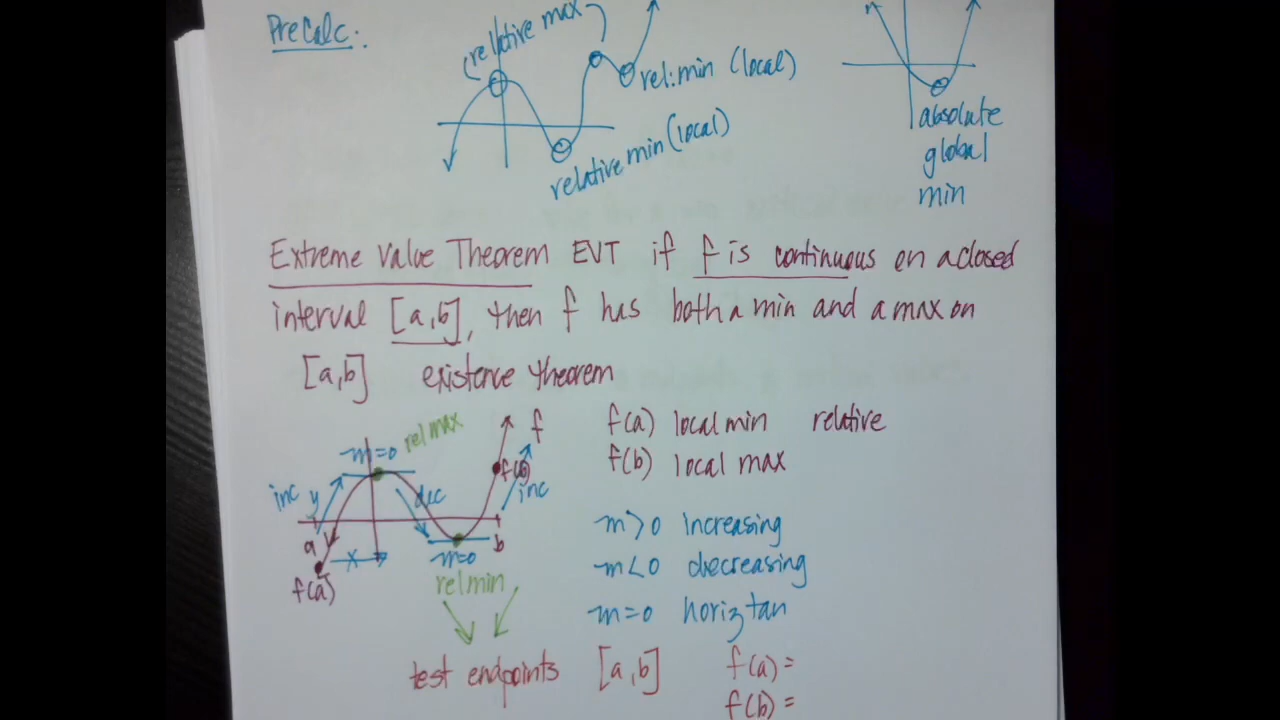 PreCalc:
(relative max)
rel. min (local)
relative min (local)
absolute
global
min
Extreme Value Theorem EVT if f is continuous on a closed
interval [a,b], then f has both a min and a max on
[a,b] existence theorem
f(a) local min relative
f(b) local max
rel max
m=0
f
f(b)
inc y
dec
inc
a
x
b
f(a)
m=0
rel min
m>0 increasing
m<0 decreasing
m=0 horiz tan
test endpoints [a,b] f(a)=
f(b)=